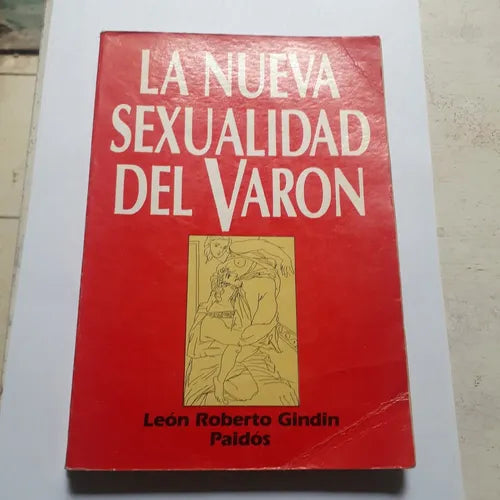 LA NUEVA
SEXUALIDAD
DEL VARON
León Roberto Gindin
Paidós